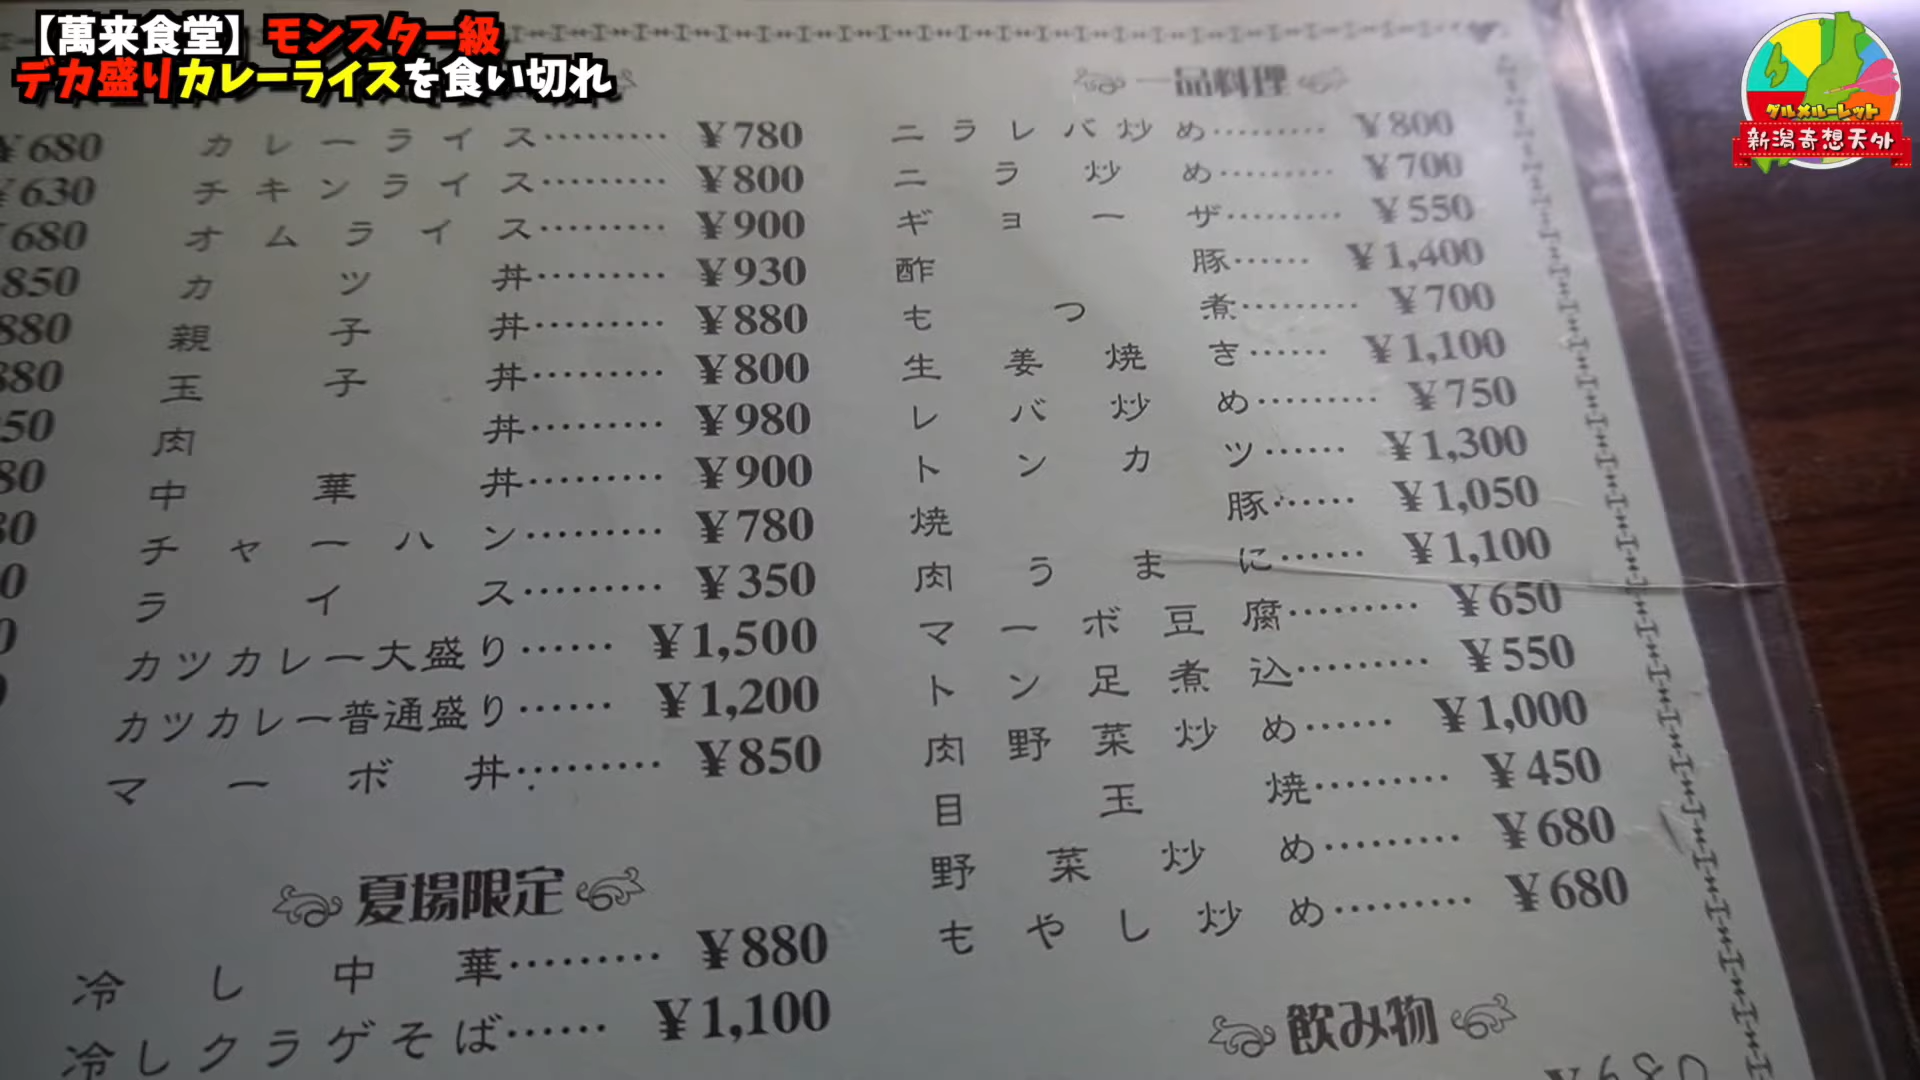 【萬来食堂】モンスター級
デカ盛りカレーライスを食い切れ
グルメルーレット
新潟奇想天外
¥680
¥630
¥680
850
880
880
カレーライス ¥780
チキンライス ¥800
オムライス ¥900
カツ丼 ¥930
親子丼 ¥880
玉子丼 ¥800
肉丼 ¥980
中華丼 ¥900
チャーハン ¥780
ライス ¥350
カツカレー大盛り ¥1,500
カツカレー普通盛り ¥1,200
マーボ丼 ¥850
夏場限定
冷し中華 ¥880
冷しクラゲそば ¥1,100
一品料理
ニラレバ炒め ¥800
ニラ炒め ¥700
ギョーザ ¥550
酢豚 ¥1,400
もつ煮 ¥700
生姜焼き ¥1,100
レバ炒め ¥750
トンカツ ¥1,300
焼豚 ¥1,050
肉うまに ¥1,100
マーボ豆腐 ¥650
トン足煮込 ¥550
肉野菜炒め ¥1,000
目玉焼 ¥450
野菜炒め ¥680
もやし炒め ¥680
飲み物